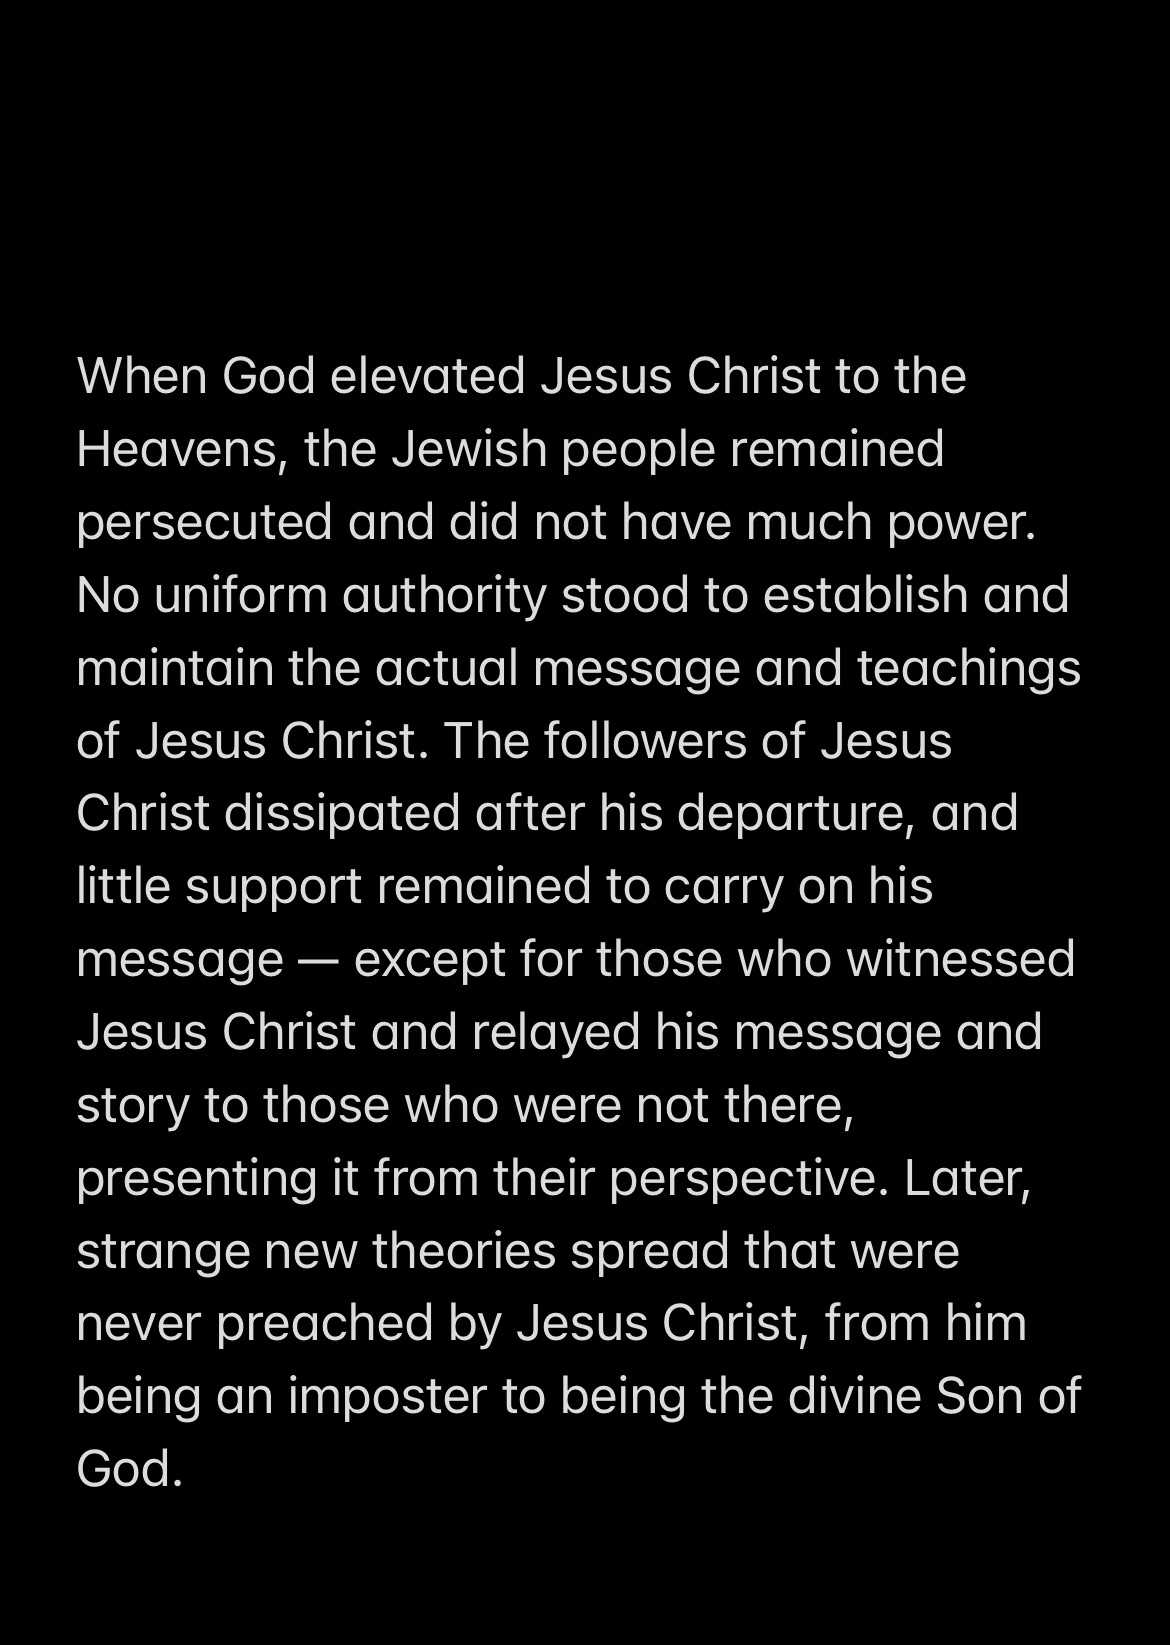 When God elevated Jesus Christ to the
Heavens, the Jewish people remained
persecuted and did not have much power.
No uniform authority stood to establish and
maintain the actual message and teachings
of Jesus Christ. The followers of Jesus
Christ dissipated after his departure, and
little support remained to carry on his
message — except for those who witnessed
Jesus Christ and relayed his message and
story to those who were not there,
presenting it from their perspective. Later,
strange new theories spread that were
never preached by Jesus Christ, from him
being an imposter to being the divine Son of
God.